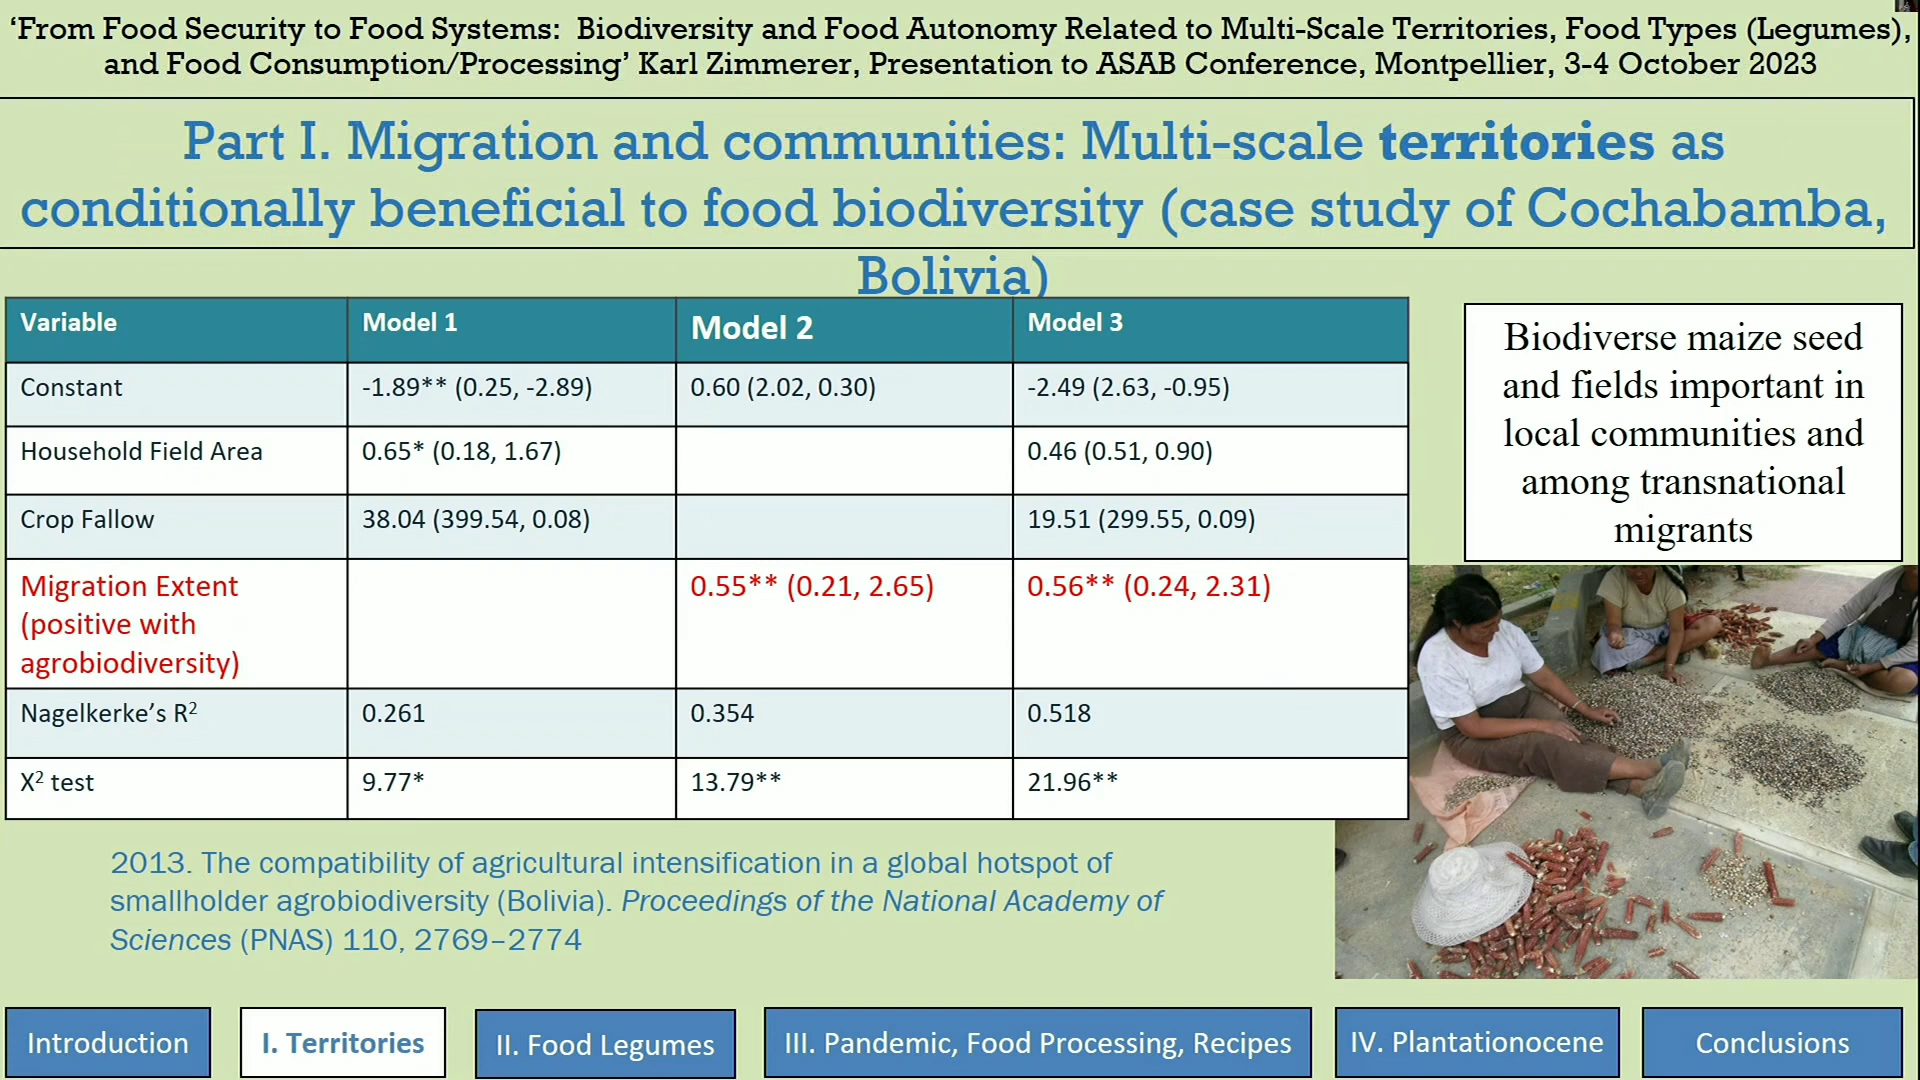 ‘From Food Security to Food Systems: Biodiversity and Food Autonomy Related to Multi-Scale Territories, Food Types (Legumes),
and Food Consumption/Processing’ Karl Zimmerer, Presentation to ASAB Conference, Montpellier, 3-4 October 2023
Part I. Migration and communities: Multi-scale territories as
conditionally beneficial to food biodiversity (case study of Cochabamba,
Bolivia)
Variable Model 1 Model 2 Model 3
Constant -1.89** (0.25, -2.89) 0.60 (2.02, 0.30) -2.49 (2.63, -0.95)
Household Field Area 0.65* (0.18, 1.67) 0.46 (0.51, 0.90)
Crop Fallow 38.04 (399.54, 0.08) 19.51 (299.55, 0.09)
Migration Extent 0.55** (0.21, 2.65) 0.56** (0.24, 2.31)
(positive with
agrobiodiversity)
Nagelkerke’s R² 0.261 0.354 0.518
X² test 9.77* 13.79** 21.96**
Biodiverse maize seed
and fields important in
local communities and
among transnational
migrants
2013. The compatibility of agricultural intensification in a global hotspot of
smallholder agrobiodiversity (Bolivia). Proceedings of the National Academy of
Sciences (PNAS) 110, 2769–2774
Introduction
I. Territories
II. Food Legumes
III. Pandemic, Food Processing, Recipes
IV. Plantationocene
Conclusions